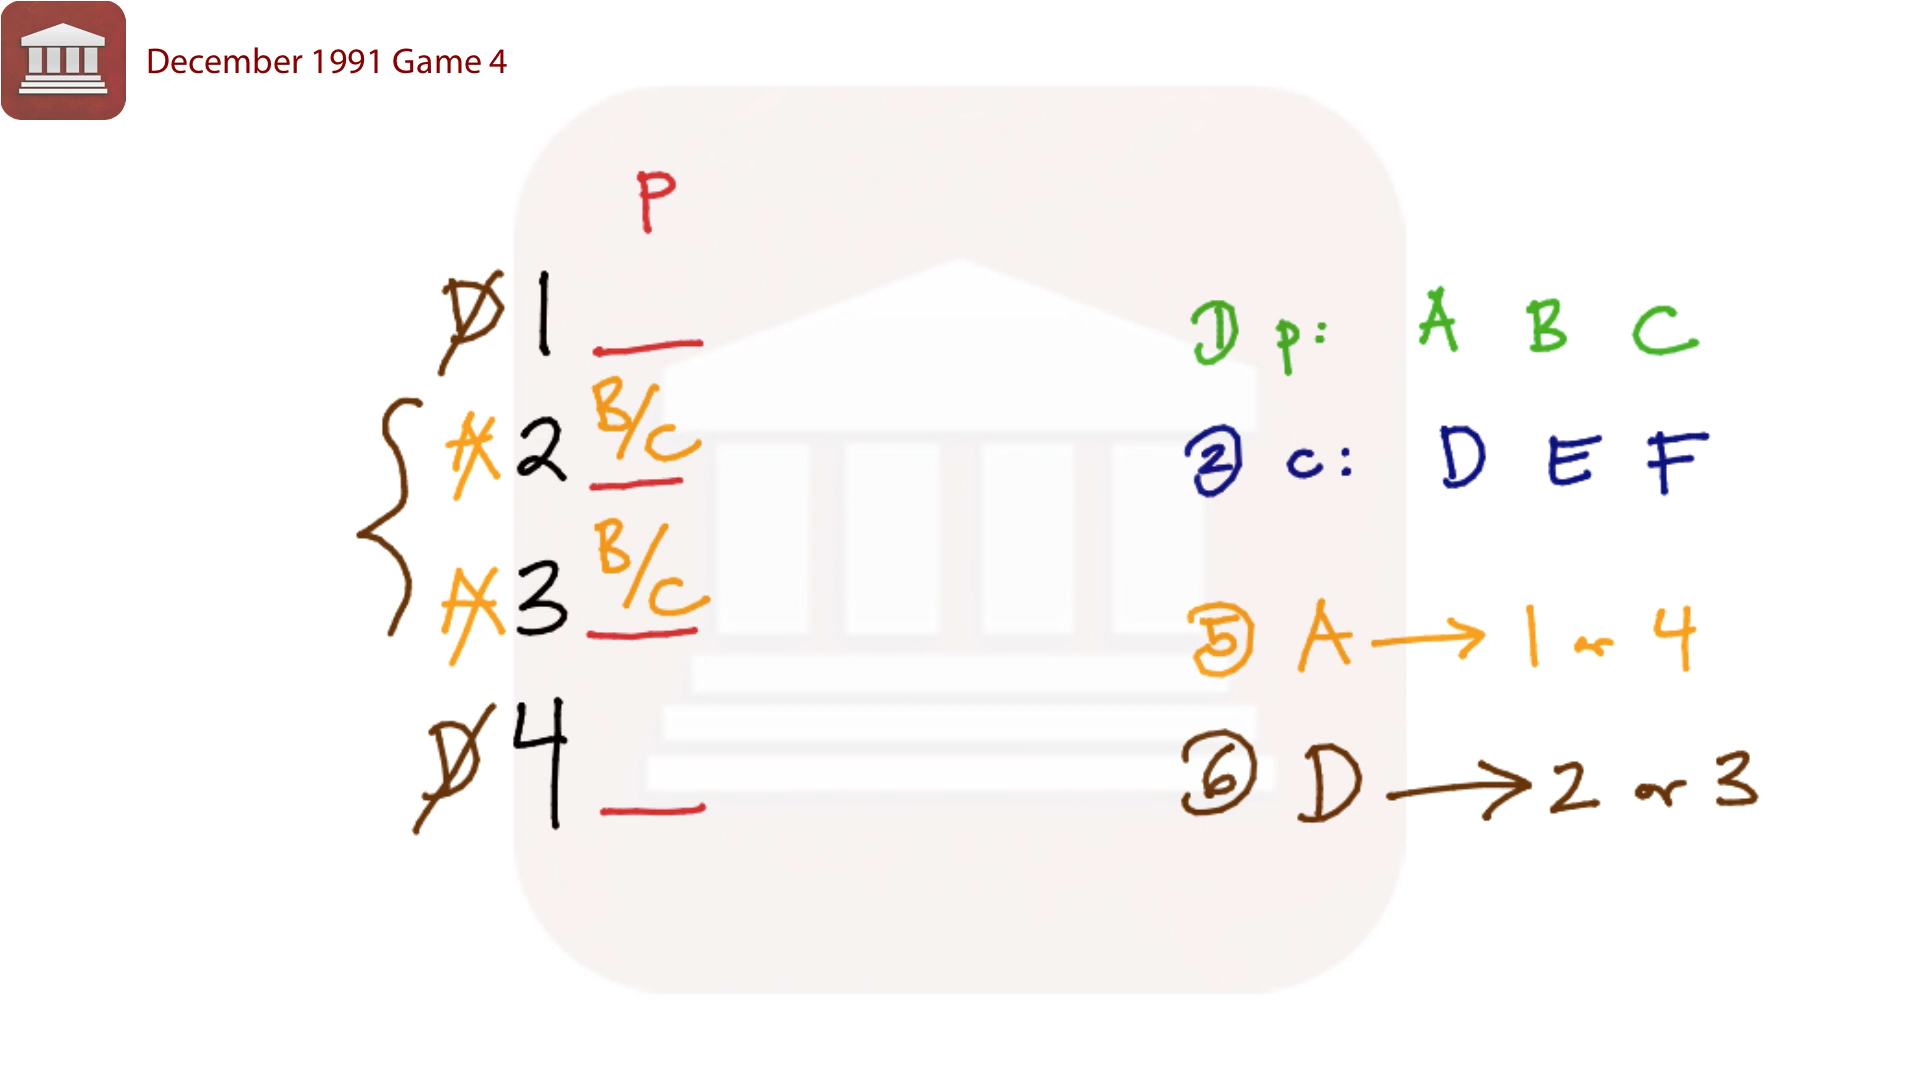 December 1991 Game 4
P
D 1
A 2 B/C
A 3 B/C
D 4
① p: A B C
② c: D E F
⑤ A → 1 or 4
⑥ D → 2 or 3